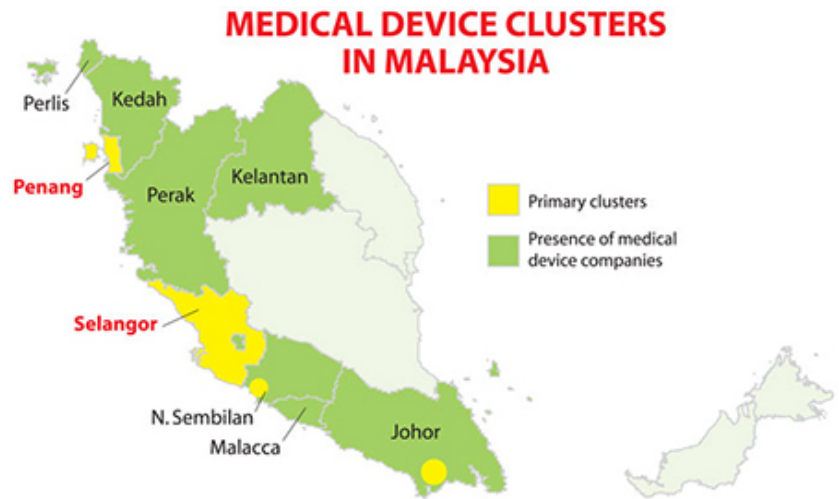 MEDICAL DEVICE CLUSTERS
IN MALAYSIA
Perlis
Kedah
Penang
Perak
Kelantan
Primary clusters
Presence of medical
device companies
Selangor
N. Sembilan
Malacca
Johor